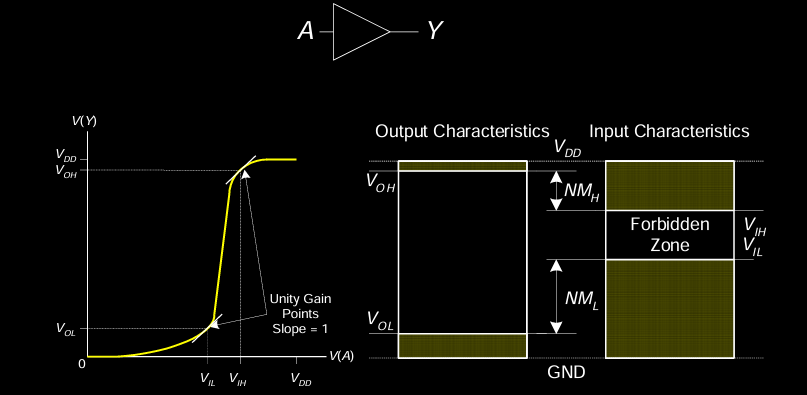 A Y
V(Y)
V_DD
V_OH
V_OL
0
V_IL V_IH V_DD
V(A)
Unity Gain
Points
Slope = 1
Output Characteristics
Input Characteristics
V_DD
V_OH
NM_H
Forbidden
Zone
V_IH
V_IL
NM_L
V_OL
GND